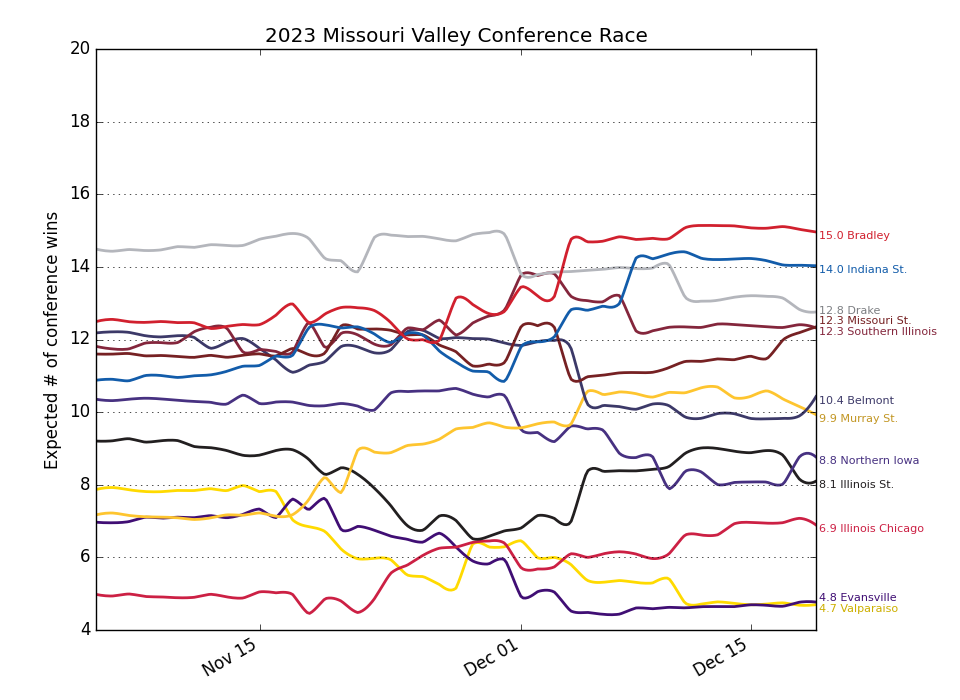 2023 Missouri Valley Conference Race
Expected # of conference wins
20
18
16
14
12
10
8
6
4
Nov 15
Dec 01
Dec 15
15.0 Bradley
14.0 Indiana St.
12.8 Drake
12.3 Missouri St.
12.3 Southern Illinois
10.4 Belmont
9.9 Murray St.
8.8 Northern Iowa
8.1 Illinois St.
6.9 Illinois Chicago
4.8 Evansville
4.7 Valparaiso